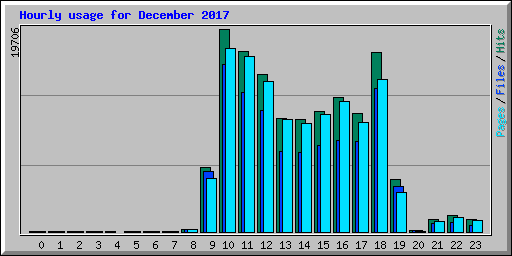 Hourly usage for December 2017
19706
Pages / Files / Hits
0 1 2 3 4 5 6 7 8 9 10 11 12 13 14 15 16 17 18 19 20 21 22 23